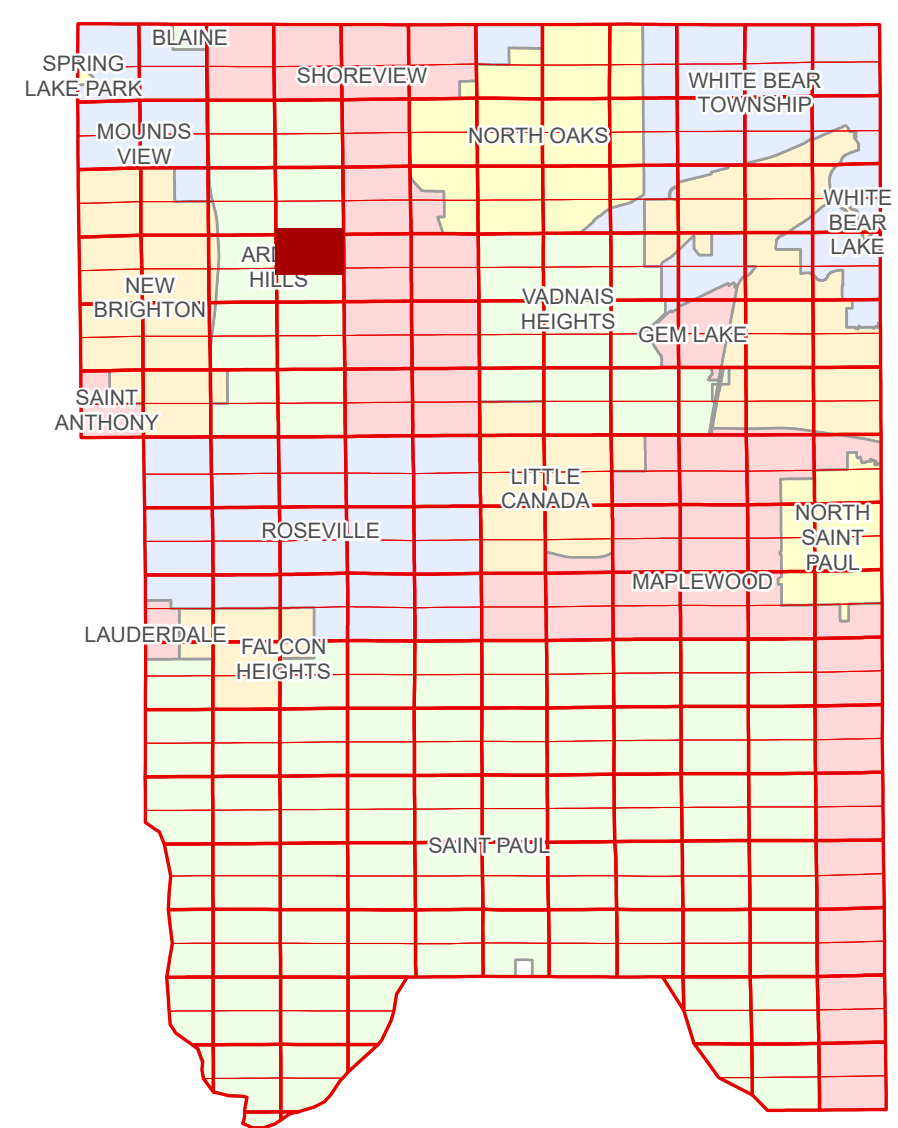 BLAINE
SPRING
LAKE PARK
SHOREVIEW
WHITE BEAR
TOWNSHIP
MOUNDS
VIEW
NORTH OAKS
WHITE
BEAR
LAKE
HILLS
NEW
BRIGHTON
VADNAIS
HEIGHTS
GEM LAKE
SAINT
ANTHONY
LITTLE
CANADA
ROSEVILLE
NORTH
SAINT
PAUL
MAPLEWOOD
LAUDERDALE
FALCON
HEIGHTS
SAINT PAUL